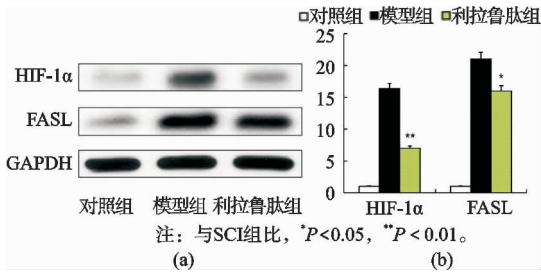 对照组 模型组 利拉鲁肽组
(a)
HIF-1α
FASL
GAPDH
对照组 模型组 利拉鲁肽组
25
20
15
10
5
0
*
**
HIF-1α FASL
注：与SCI组比，*P<0.05，**P<0.01。
(a) (b)